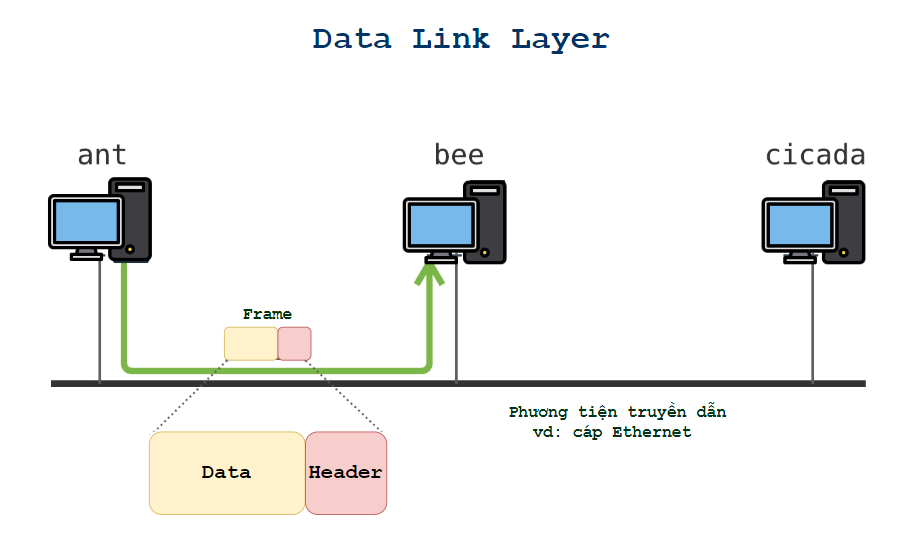 Data Link Layer
ant
bee
cicada
Frame
Phương tiện truyền dẫn
vd: cáp Ethernet
Data
Header